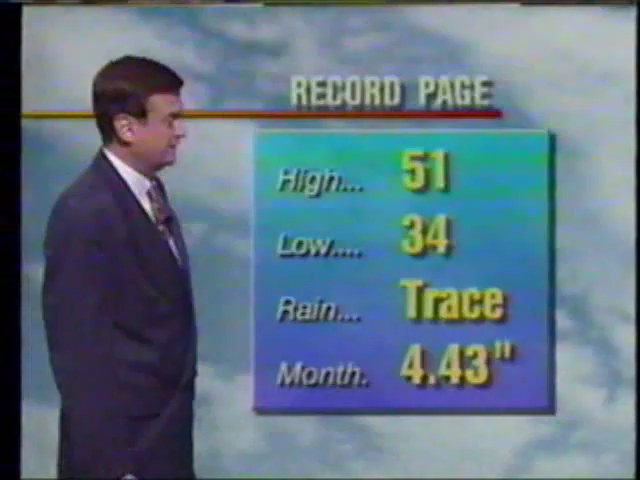 RECORD PAGE
High... 51
Low.... 34
Rain... Trace
Month. 4.43"